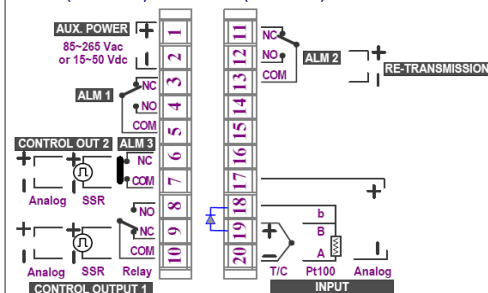 AUX. POWER
85~265 Vac
or 15~50 Vdc
1
2
3
4
5
6
7
8
9
10
ALM 1
NC
NO
COM
CONTROL OUT 2
ALM 3
NC
COM
Analog
SSR
NO
NC
COM
Analog
SSR
Relay
CONTROL OUTPUT 1
11
12
13
14
15
16
17
18
19
20
NC
NO
COM
ALM 2
RE-TRANSMISSION
b
B
A
T/C
Pt100
Analog
INPUT